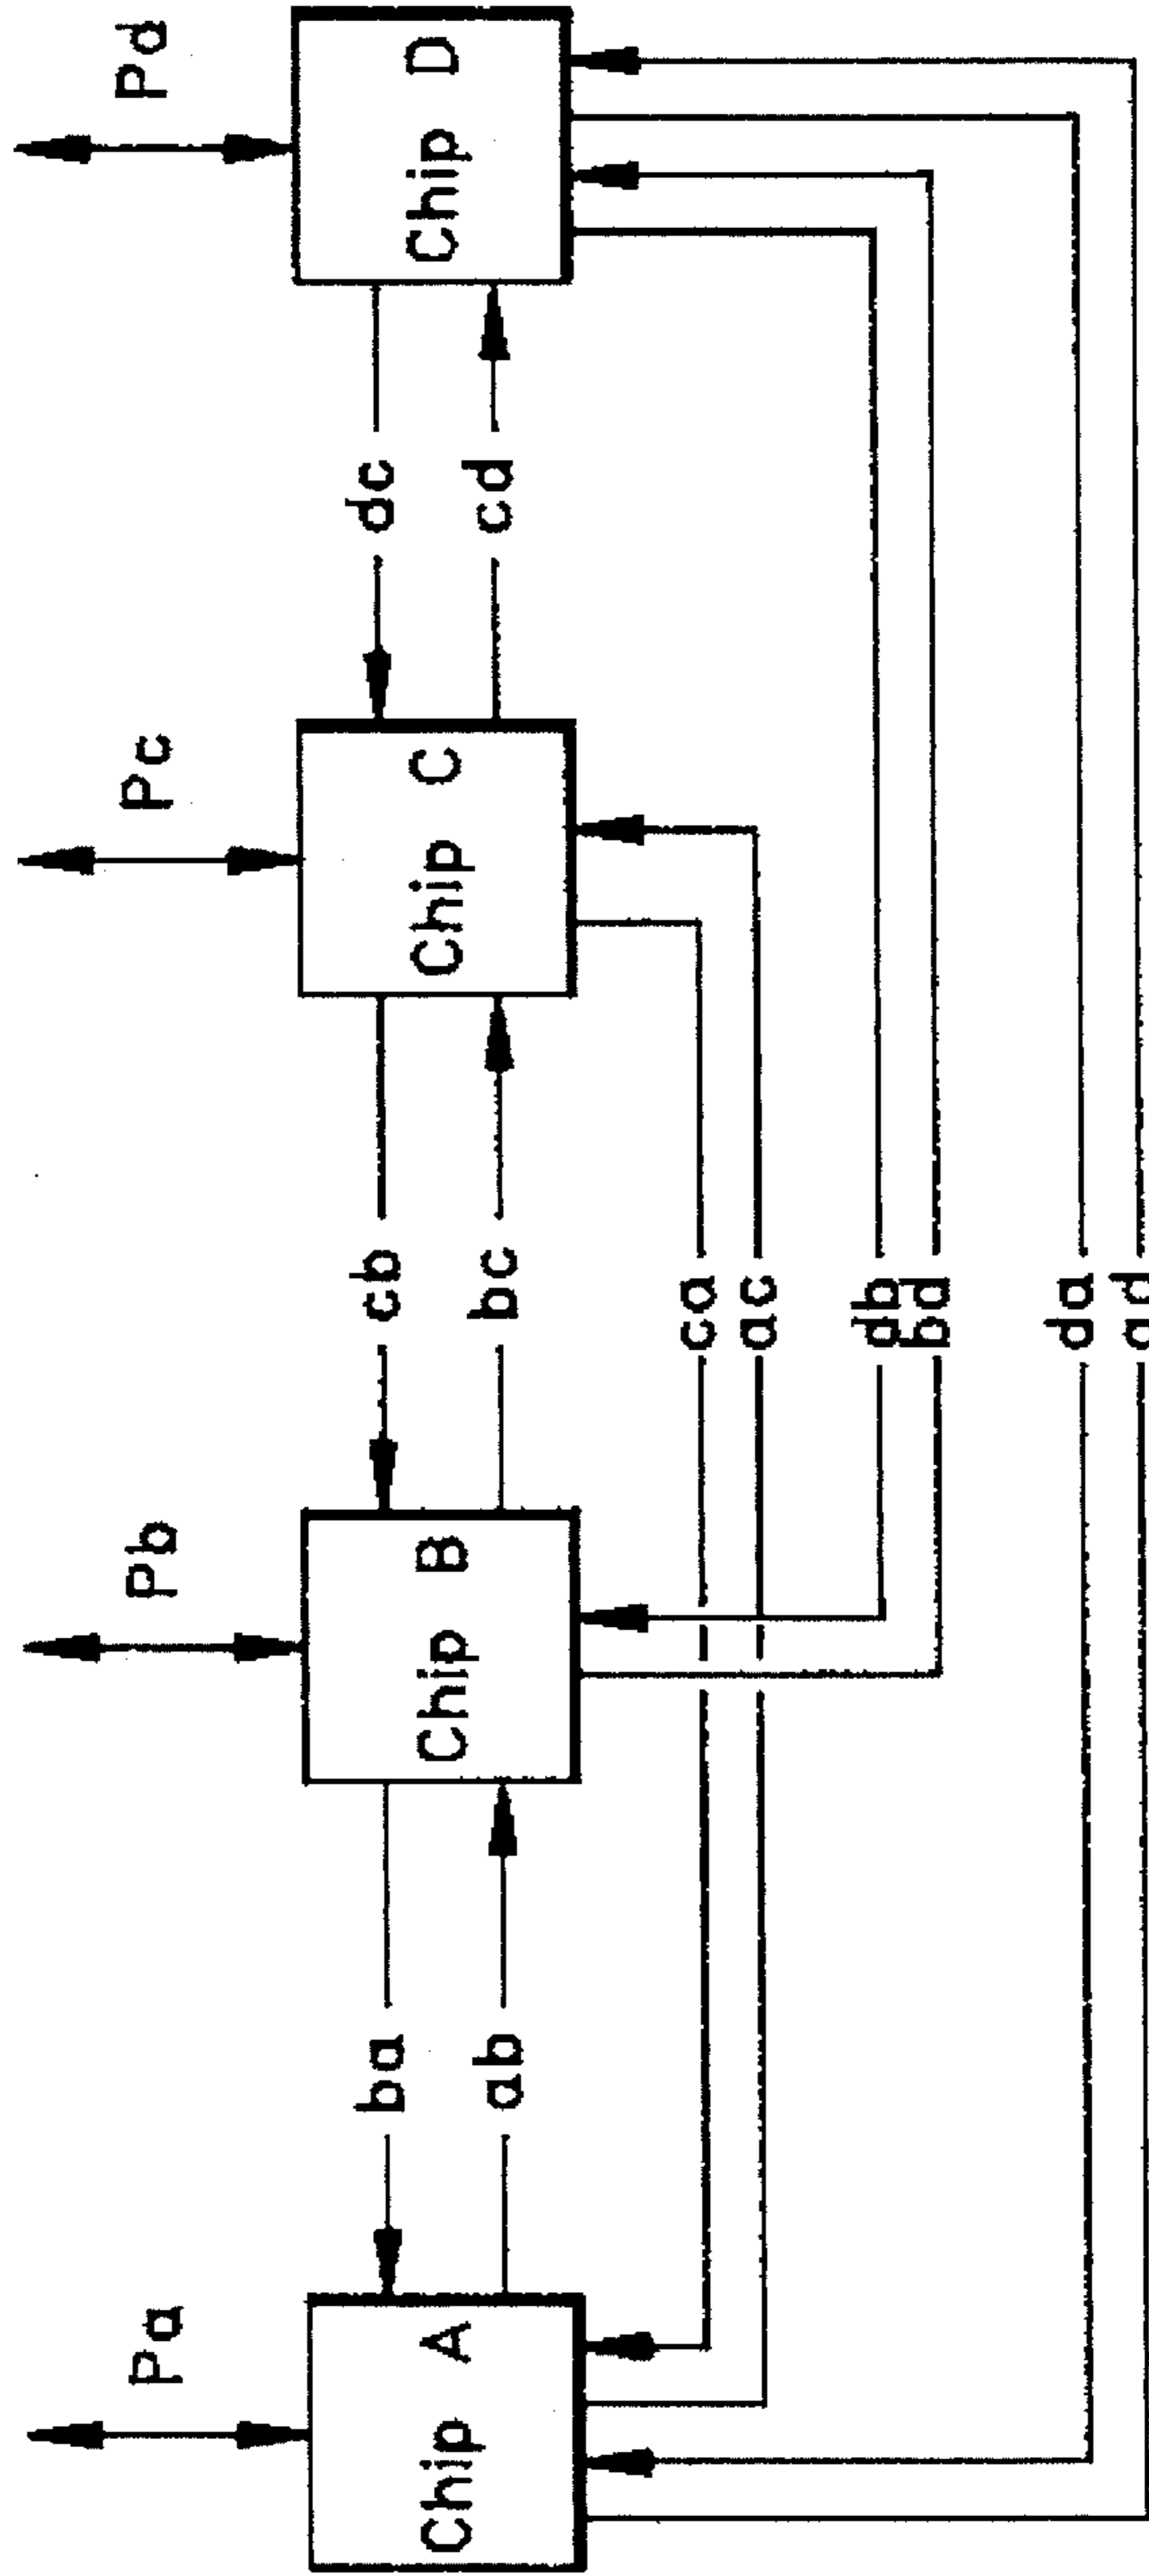 Pa
Pb
Pc
Pd
Chip A
Chip B
Chip C
Chip D
ba
cb
dc
ab
bc
cd
ca
ac
db
bd
da
ad